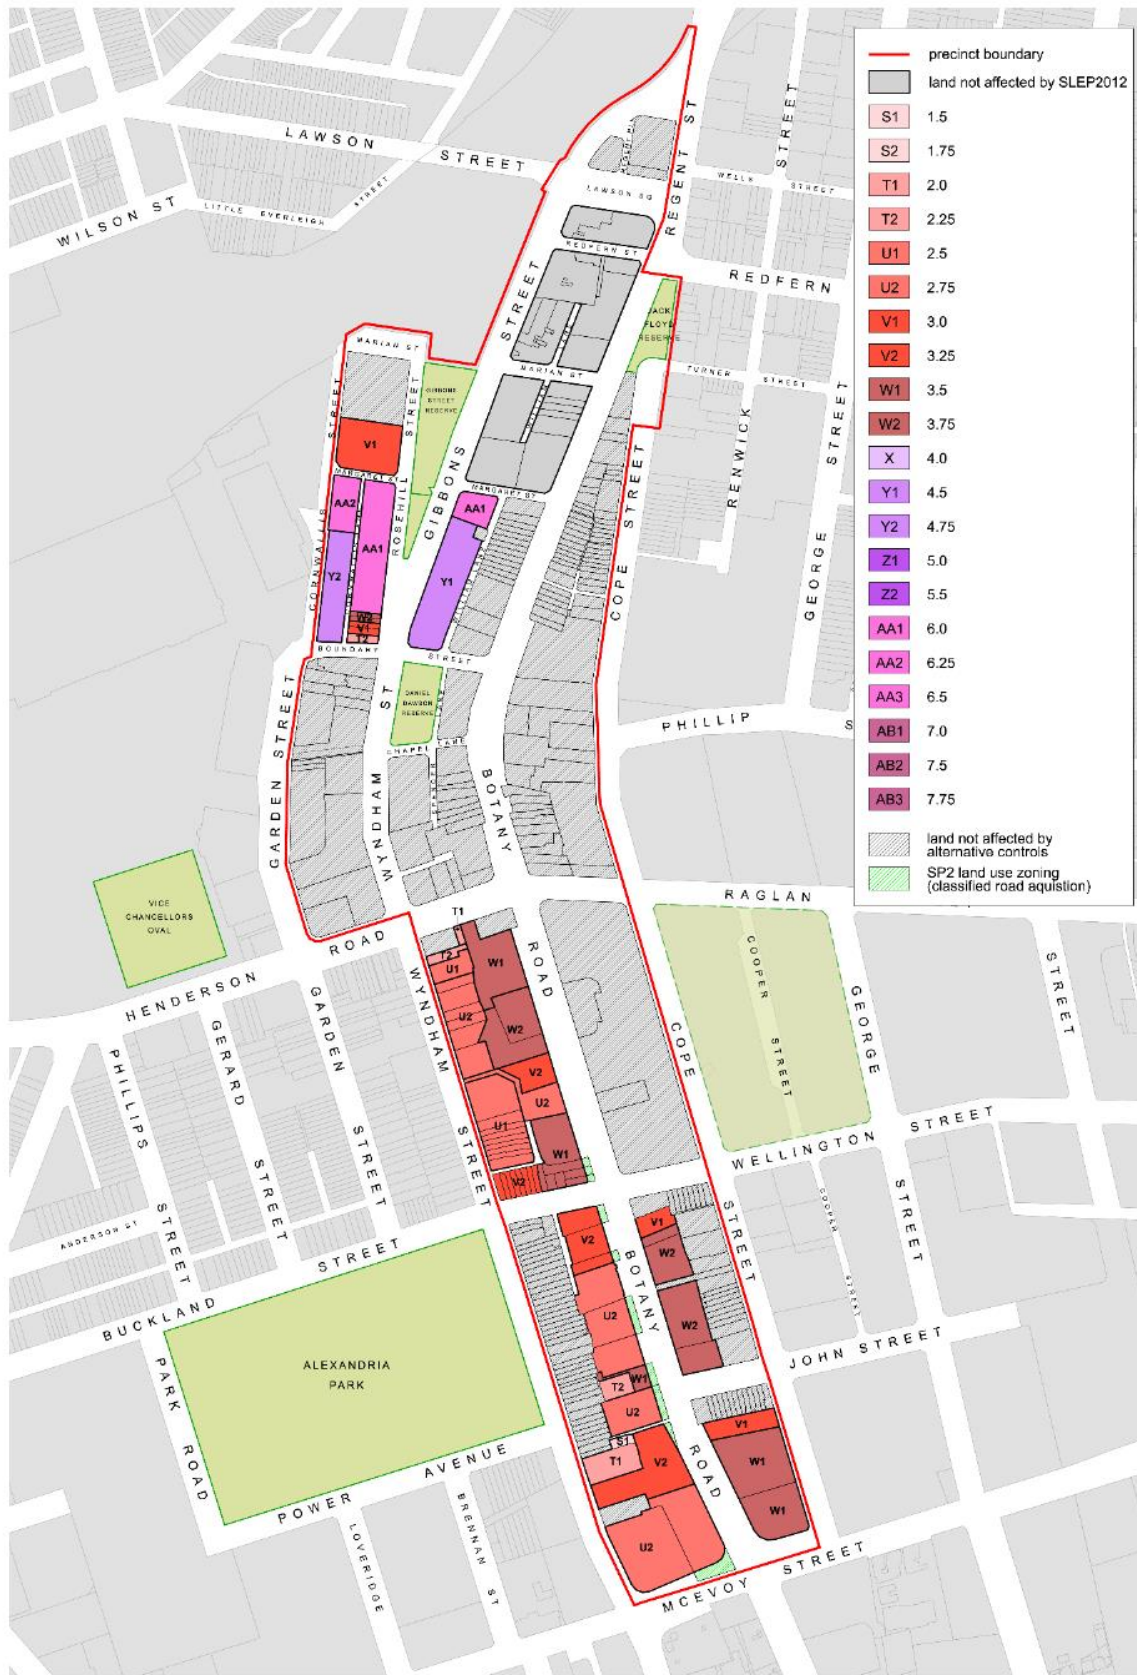 precinct boundary
land not affected by SLEP2012
S1 1.5
S2 1.75
T1 2.0
T2 2.25
U1 2.5
U2 2.75
V1 3.0
V2 3.25
W1 3.5
W2 3.75
X 4.0
Y1 4.5
Y2 4.75
Z1 5.0
Z2 5.5
AA1 6.0
AA2 6.25
AA3 6.5
AB1 7.0
AB2 7.5
AB3 7.75
land not affected by
alternative controls
SP2 land use zoning
(classified road aquistion)
LAWSON STREET
WILSON ST
LITTLE EVERLEIGH STREET
LAWSON SQ
REGENT ST
STREET
WELLS STREET
REDFERN ST
REDFERN
JACK
FLOYD
RESERVE
TURNER STREET
MARIAN ST
MARIAN ST
GIBBONS
STREET
RESERVE
GIBBONS STREET
RENWICK
GEORGE STREET
COPE STREET
V1
MARGARET ST
MARGARET ST
ROSEHILL STREET
CORNWALLIS STREET
AA2
AA1
Y2
V1
T2
AA1
Y1
BOUNDARY STREET
DANIEL
DAWSON
RESERVE
CHAPEL LANE
GARDEN STREET
WYNDHAM ST
BOTANY ROAD
PHILLIP S
RAGLAN
VICE
CHANCELLORS
OVAL
HENDERSON ROAD
T1
T2
U1
W1
U2
W2
V2
U2
U1
W1
V2
WYNDHAM STREET
PHILLIPS STREET
GERARD STREET
GARDEN STREET
COPE STREET
COOPER STREET
GEORGE STREET
STREET
WELLINGTON STREET
COOPER STREET
ANDERSON ST
BUCKLAND STREET
V2
V1
W2
U2
W2
BOTANY ROAD
T2
W1
U2
S1
T1
V2
V1
W1
W1
U2
JOHN STREET
ALEXANDRIA
PARK
PARK ROAD
POWER AVENUE
LOVERIDGE
BRENNAN ST
MCEVOY STREET